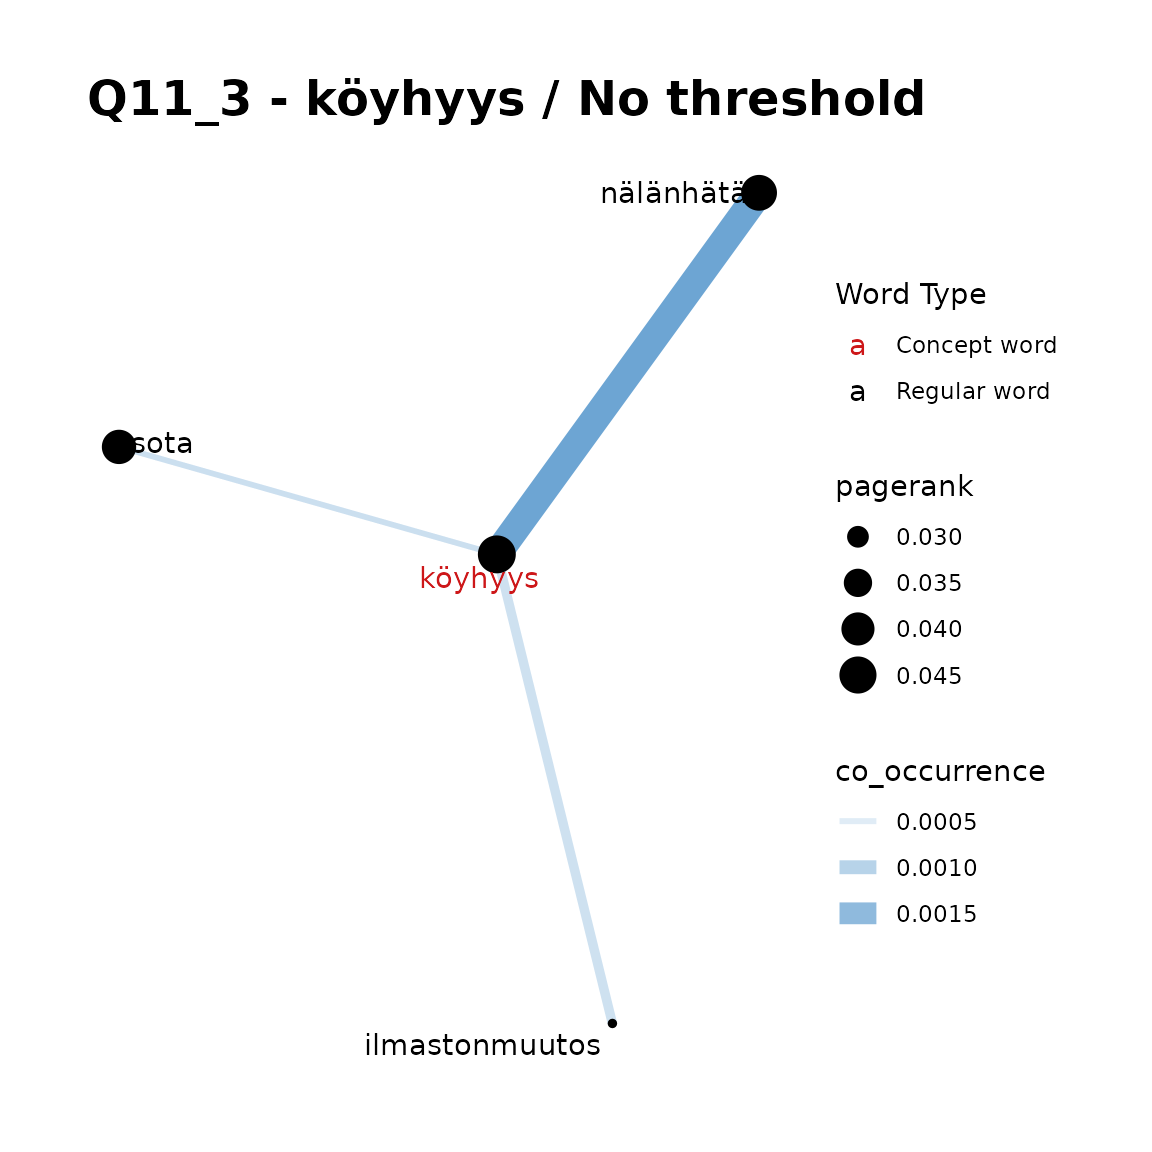 Q11_3 - köyhyys / No threshold
nälänhätä
Word Type
a Concept word
a Regular word
sota
pagerank
0.030
köyhyys
0.035
0.040
0.045
co_occurrence
0.0005
0.0010
0.0015
ilmastonmuutos